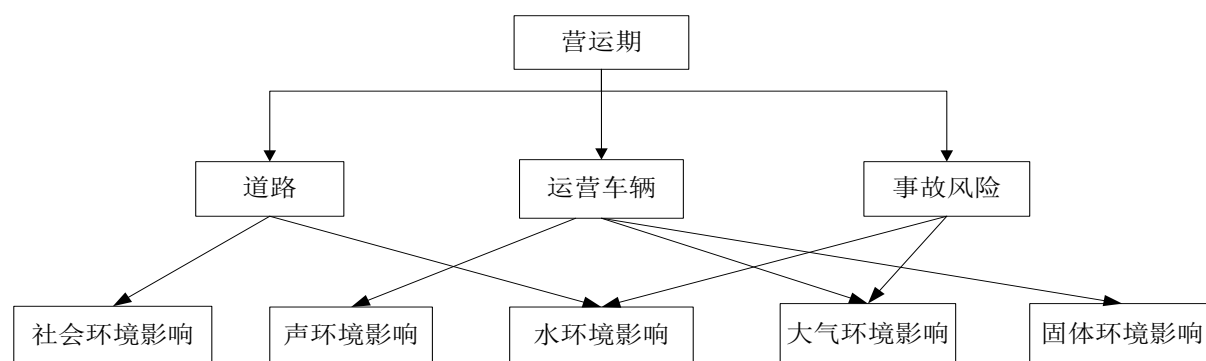 营运期
道路
运营车辆
事故风险
社会环境影响
声环境影响
水环境影响
大气环境影响
固体环境影响